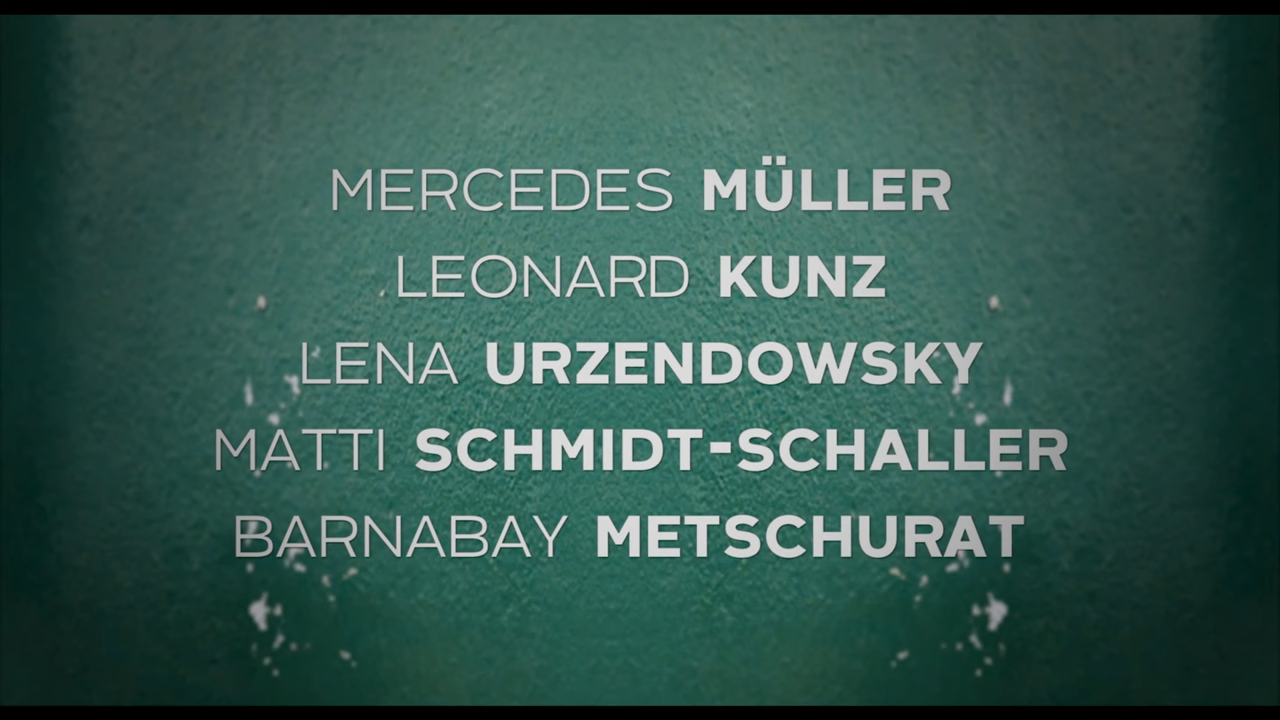 MERCEDES MÜLLER
LEONARD KUNZ
LENA URZENDOWSKY
MATTI SCHMIDT-SCHALLER
BARNABAY METSCHURAT